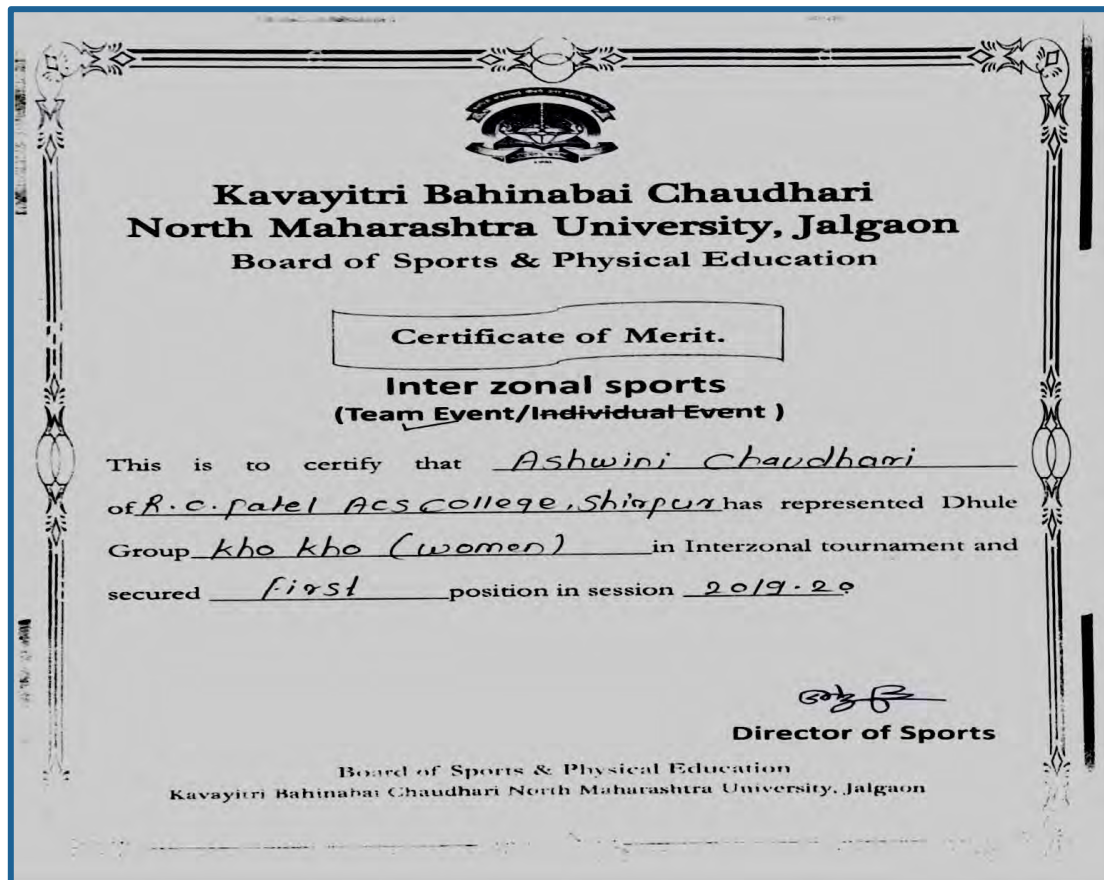 Kavayitri Bahinabai Chaudhari
North Maharashtra University, Jalgaon
Board of Sports & Physical Education
Certificate of Merit.
Inter zonal sports
(Team Event/Individual Event )
This is to certify that Ashwini Chaudhari
of R.C.Patel Acs College, Shirpur has represented Dhule
Group kho kho (women) in Interzonal tournament and
secured first position in session 2019-20
Director of Sports
Board of Sports & Physical Education
Kavayitri Bahinabai Chaudhari North Maharashtra University, Jalgaon